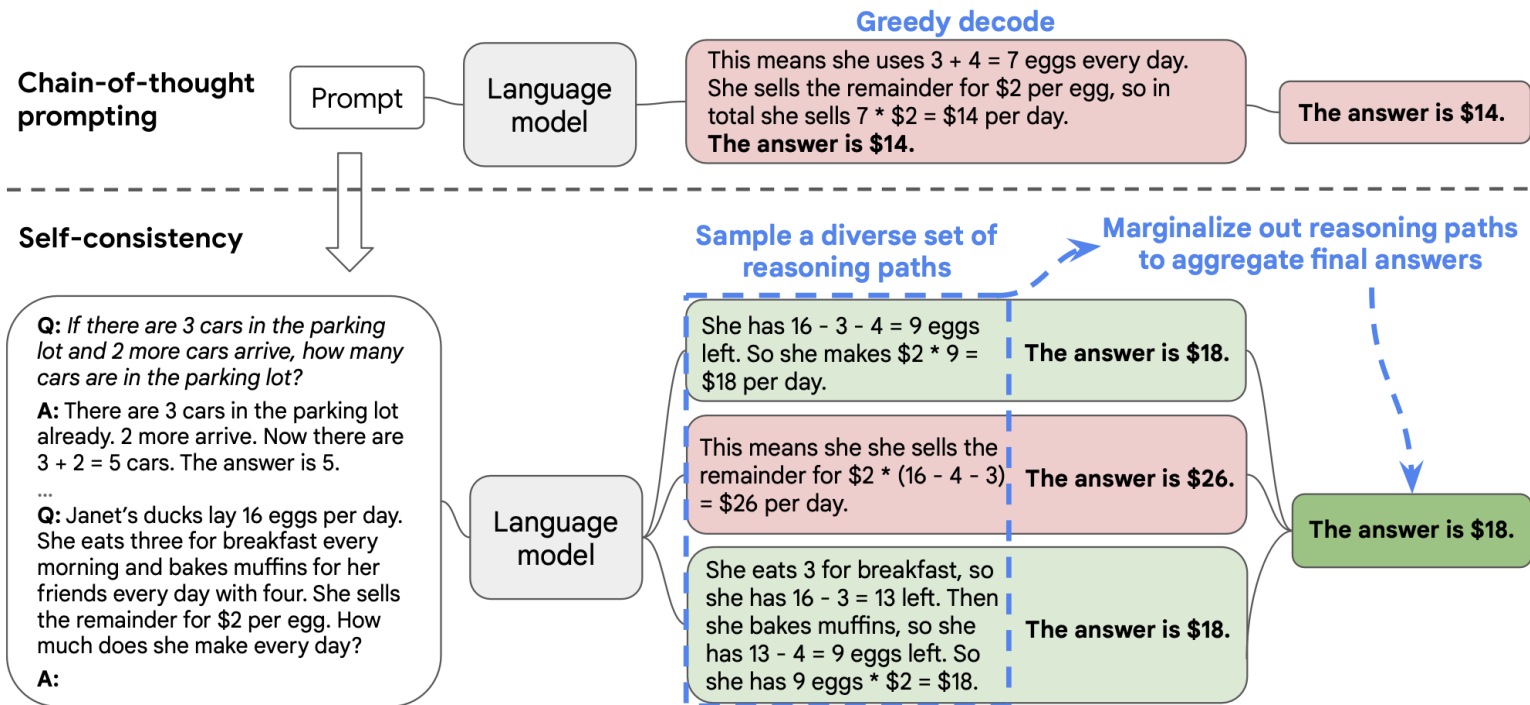 Greedy decode
Chain-of-thought
prompting
Prompt
Language
model
This means she uses 3 + 4 = 7 eggs every day.
She sells the remainder for $2 per egg, so in
total she sells 7 * $2 = $14 per day.
The answer is $14.
The answer is $14.
Self-consistency
Sample a diverse set of
reasoning paths
Marginalize out reasoning paths
to aggregate final answers
Q: If there are 3 cars in the parking
lot and 2 more cars arrive, how many
cars are in the parking lot?
A: There are 3 cars in the parking lot
already. 2 more arrive. Now there are
3 + 2 = 5 cars. The answer is 5.
...
Q: Janet’s ducks lay 16 eggs per day.
She eats three for breakfast every
morning and bakes muffins for her
friends every day with four. She sells
the remainder for $2 per egg. How
much does she make every day?
A:
Language
model
She has 16 - 3 - 4 = 9 eggs
left. So she makes $2 * 9 =
$18 per day.
The answer is $18.
This means she she sells the
remainder for $2 * (16 - 4 - 3)
= $26 per day.
The answer is $26.
She eats 3 for breakfast, so
she has 16 - 3 = 13 left. Then
she bakes muffins, so she
has 13 - 4 = 9 eggs left. So
she has 9 eggs * $2 = $18.
The answer is $18.
The answer is $18.